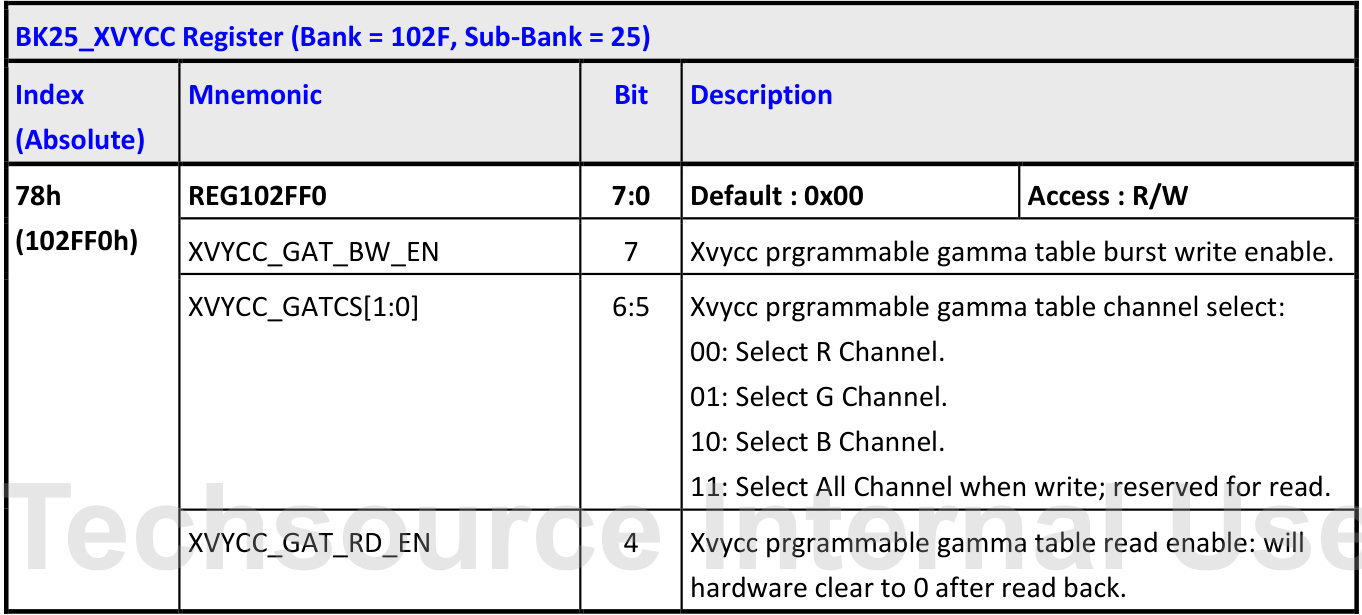 BK25_XVYCC Register (Bank = 102F, Sub-Bank = 25)
Index (Absolute) Mnemonic Bit Description
78h (102FF0h) REG102FF0 7:0 Default : 0x00 Access : R/W
XVYCC_GAT_BW_EN 7 Xvycc prgrammable gamma table burst write enable.
XVYCC_GATCS[1:0] 6:5 Xvycc prgrammable gamma table channel select:
00: Select R Channel.
01: Select G Channel.
10: Select B Channel.
11: Select All Channel when write; reserved for read.
XVYCC_GAT_RD_EN 4 Xvycc prgrammable gamma table read enable: will
hardware clear to 0 after read back.
Techsource Internal Use